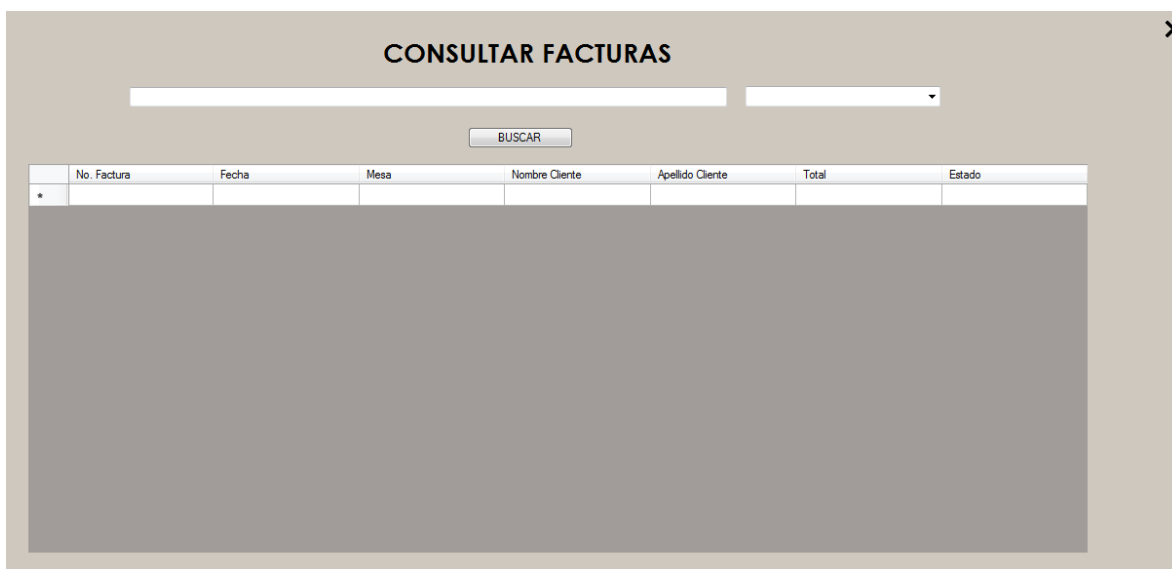 CONSULTAR FACTURAS
BUSCAR
No. Factura Fecha Mesa Nombre Cliente Apellido Cliente Total Estado